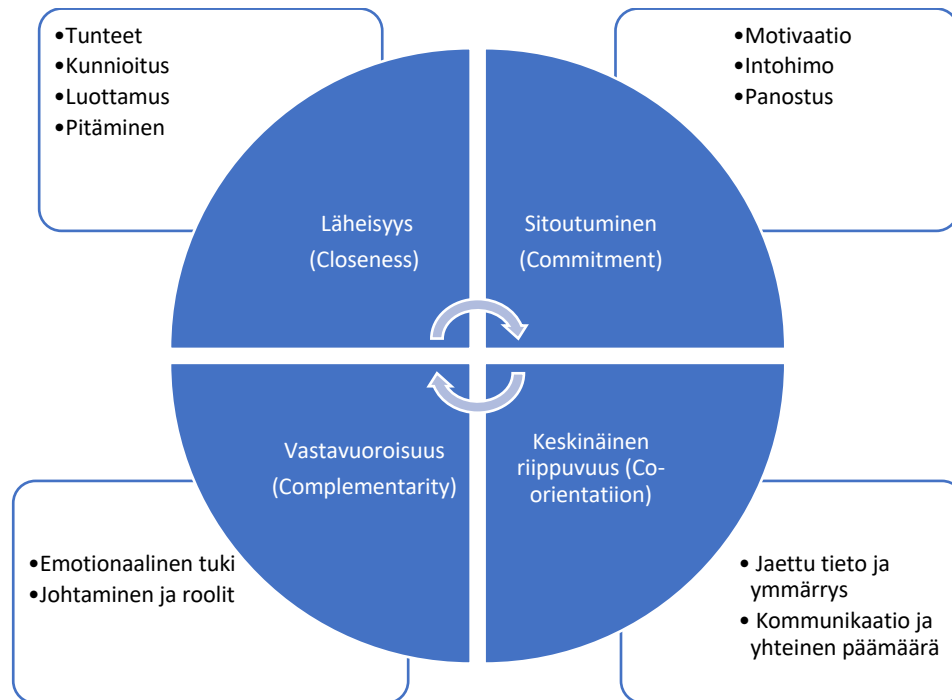 •Tunteet
•Kunnioitus
•Luottamus
•Pitäminen
•Motivaatio
•Intohimo
•Panostus
Läheisyys
(Closeness)
Sitoutuminen
(Commitment)
Vastavuoroisuus
(Complementarity)
Keskinäinen
riippuvuus (Co-
orientatiion)
•Emotionaalinen tuki
•Johtaminen ja roolit
• Jaettu tieto ja
ymmärrys
• Kommunikaatio ja
yhteinen päämäärä